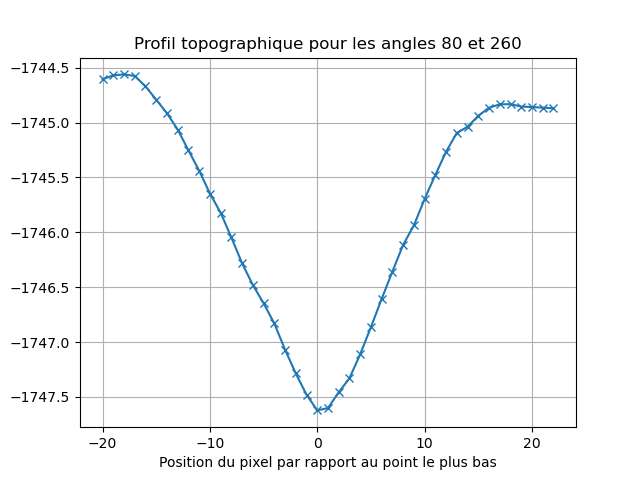 Profil topographique pour les angles 80 et 260
−1744.5
−1745.0
−1745.5
−1746.0
−1746.5
−1747.0
−1747.5
−20 −10 0 10 20
Position du pixel par rapport au point le plus bas